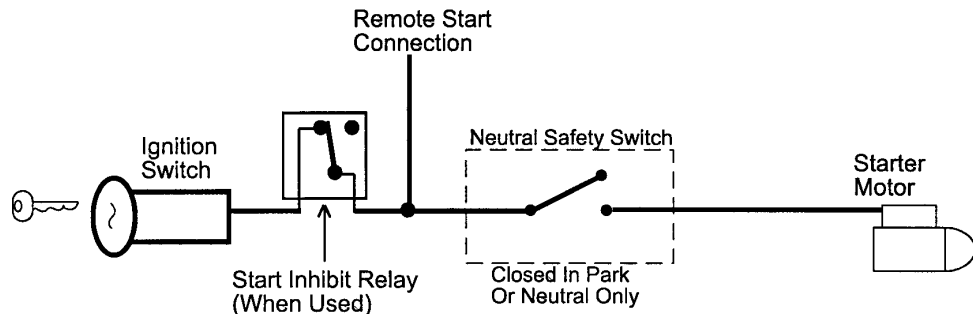 Remote Start
Connection
Ignition
Switch
Neutral Safety Switch
Starter
Motor
Start Inhibit Relay
(When Used)
Closed In Park
Or Neutral Only